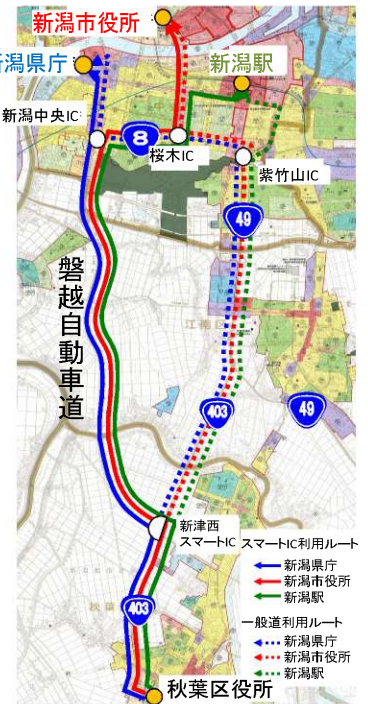 新潟市役所
新潟県庁
新潟駅
新潟中央IC
8
桜木IC
紫竹山IC
49
磐越自動車道
江南区
403
49
新津西
スマートIC
スマートIC利用ルート
新潟県庁
新潟市役所
新潟駅
403
一般道利用ルート
新潟県庁
新潟市役所
新潟駅
秋葉区役所